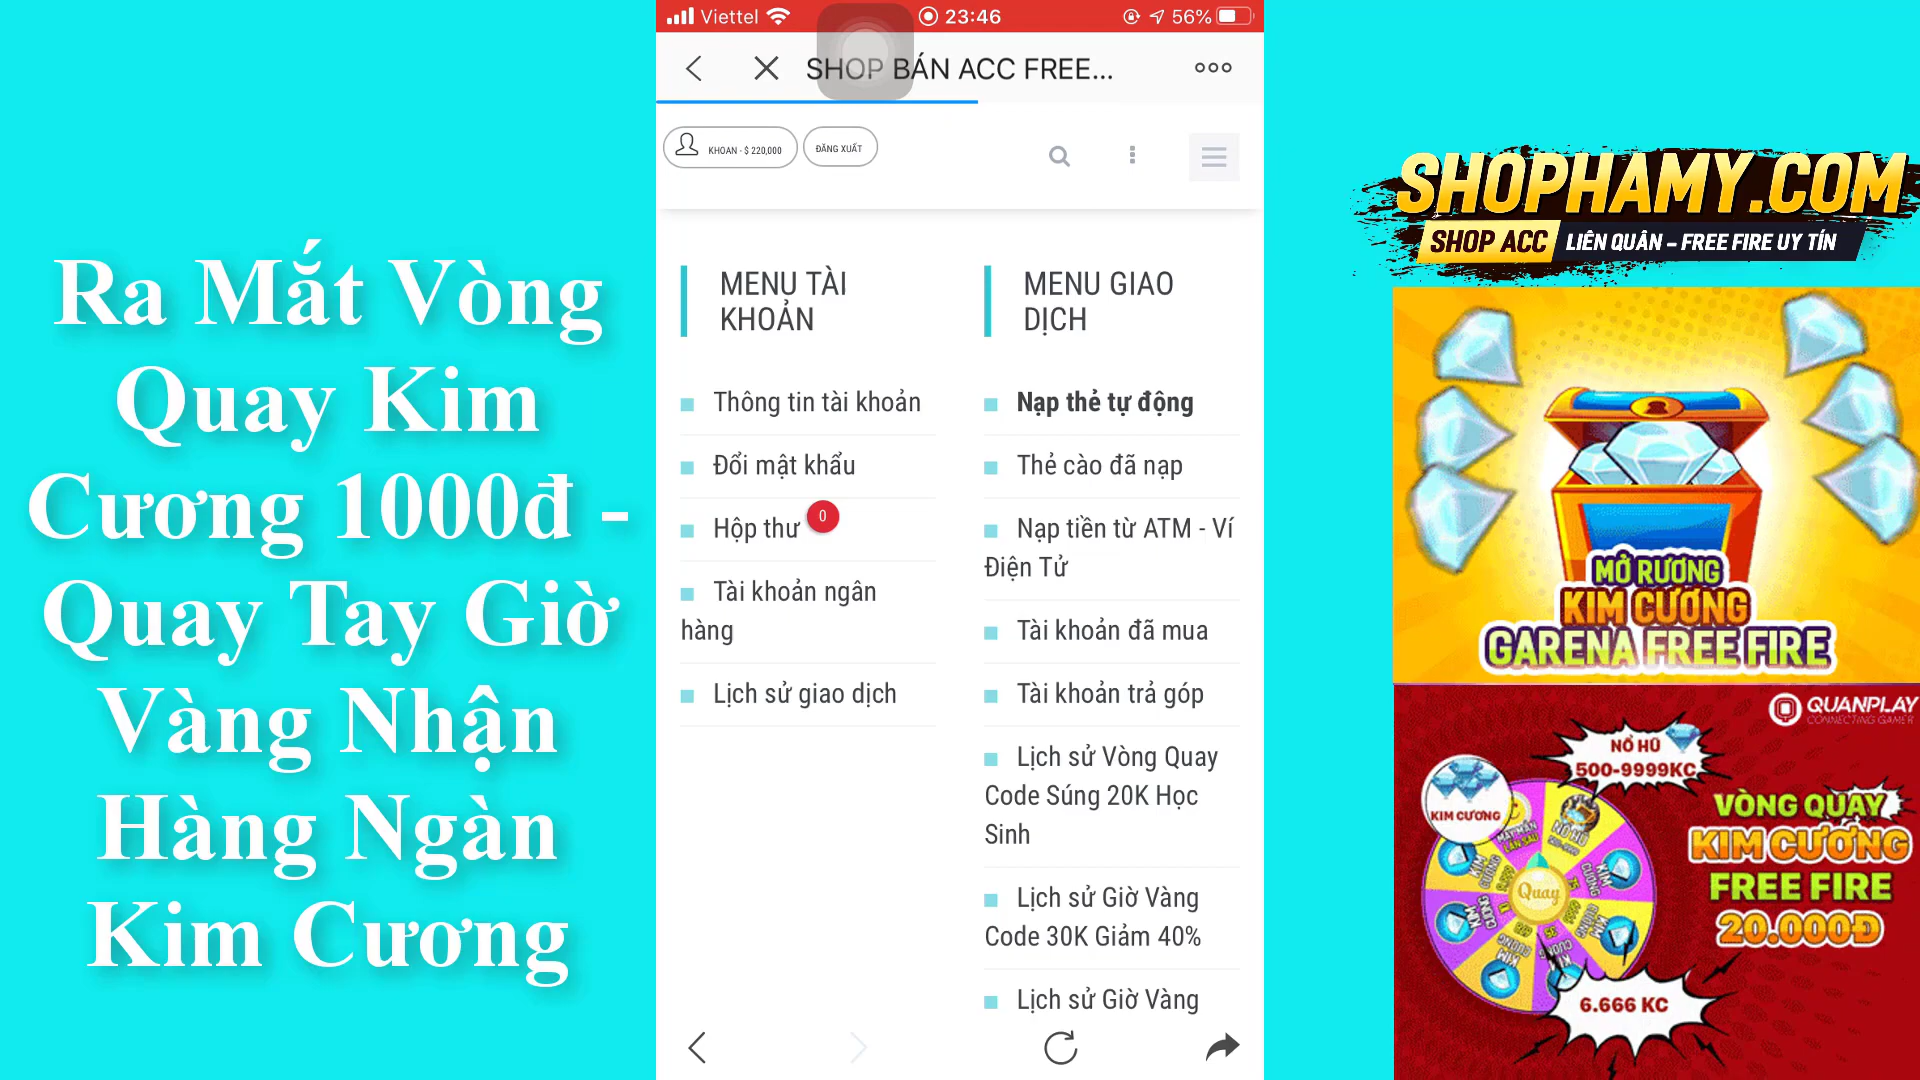 Ra Mắt Vòng
Quay Kim
Cương 1000đ -
Quay Tay Giờ
Vàng Nhận
Hàng Ngàn
Kim Cương
Viettel
23:46
56%
SHOP BÁN ACC FREE...
KHOAN - $ 220,000
ĐĂNG XUẤT
MENU TÀI
KHOẢN
Thông tin tài khoản
Đổi mật khẩu
Hộp thư 0
Tài khoản ngân
hàng
Lịch sử giao dịch
MENU GIAO
DỊCH
Nạp thẻ tự động
Thẻ cào đã nạp
Nạp tiền từ ATM - Ví
Điện Tử
Tài khoản đã mua
Tài khoản trả góp
Lịch sử Vòng Quay
Code Súng 20K Học
Sinh
Lịch sử Giờ Vàng
Code 30K Giảm 40%
Lịch sử Giờ Vàng
SHOPHAMY.COM
SHOP ACC LIÊN QUÂN – FREE FIRE UY TÍN
MỞ RƯƠNG
KIM CƯƠNG
GARENA FREE FIRE
QUANPLAY
CONNECTING GAMER
NỔ HŨ
500-9999KC
KIM CƯƠNG
Quay
VÒNG QUAY
KIM CƯƠNG
FREE FIRE
20.000Đ
6.666 KC